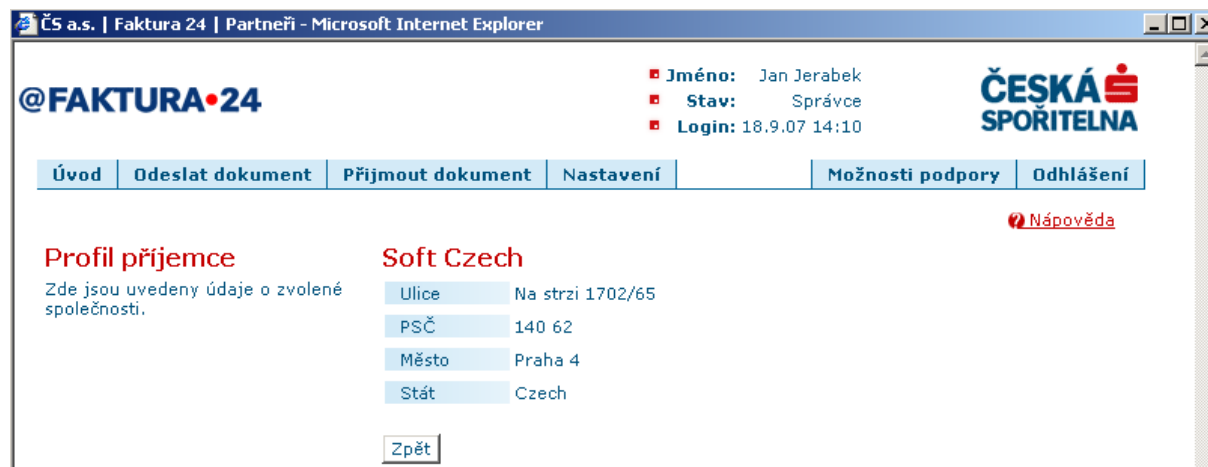 ČS a.s. | Faktura 24 | Partneři - Microsoft Internet Explorer
@FAKTURA•24
Jméno: Jan Jerabek
Stav: Správce
Login: 18.9.07 14:10
ČESKÁ
SPOŘITELNA
Úvod Odeslat dokument Přijmout dokument Nastavení Možnosti podpory Odhlášení
Nápověda
Profil příjemce
Zde jsou uvedeny údaje o zvolené
společnosti.
Soft Czech
Ulice Na strzi 1702/65
PSČ 140 62
Město Praha 4
Stát Czech
Zpět